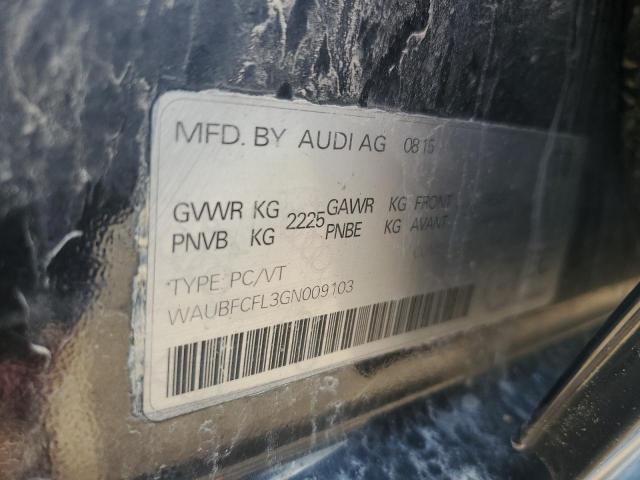 MFD. BY AUDI AG 08 15
GVWR KG 2225 GAWR KG FRONT
PNVB KG PNBE KG AVANT
TYPE: PC/VT
WAUBFCFL3GN009103